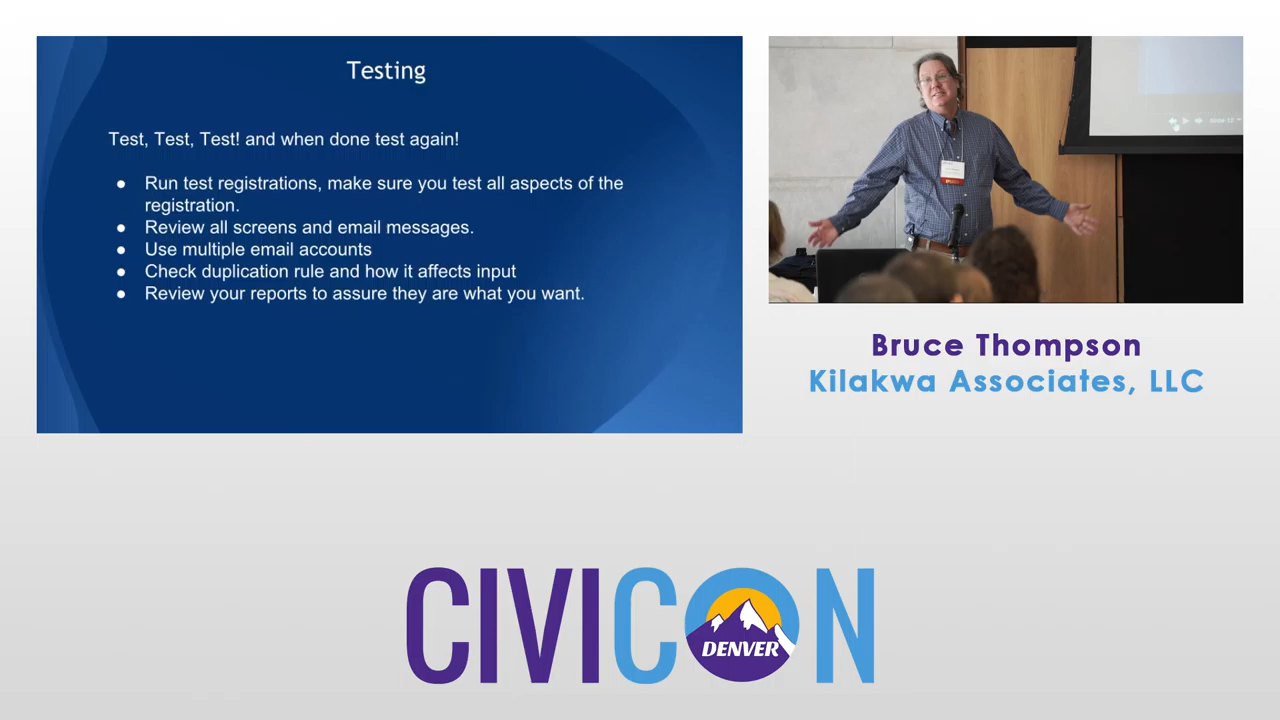 Testing
Test, Test, Test! and when done test again!
● Run test registrations, make sure you test all aspects of the
registration.
● Review all screens and email messages.
● Use multiple email accounts
● Check duplication rule and how it affects input
● Review your reports to assure they are what you want.
Bruce Thompson
Kilakwa Associates, LLC
CIVICON
DENVER